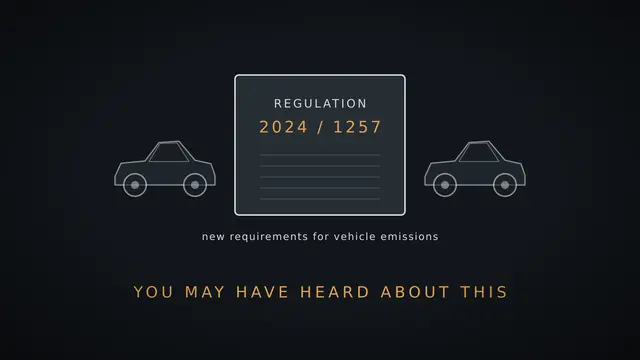 REGULATION
2024 / 1257
new requirements for vehicle emissions
YOU MAY HAVE HEARD ABOUT THIS